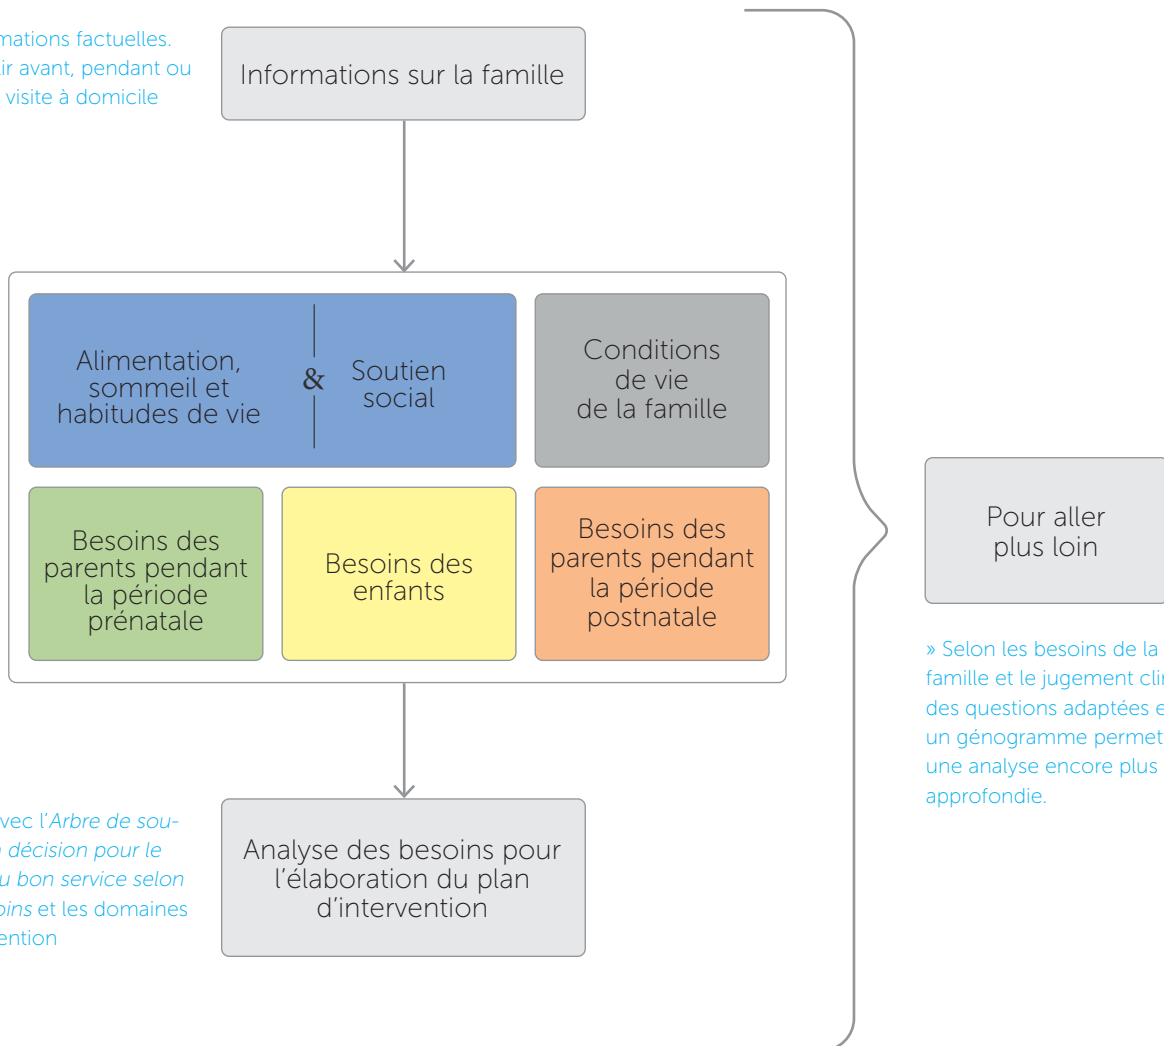 mations factuelles.
ir avant, pendant ou
visite à domicile
Informations sur la famille
Alimentation,
sommeil et
habitudes de vie
&
Soutien
social
Conditions
de vie
de la famille
Besoins des
parents pendant
la période
prénatale
Besoins des
enfants
Besoins des
parents pendant
la période
postnatale
Pour aller
plus loin
» Selon les besoins de la
famille et le jugement clin
des questions adaptées e
un génogramme permet
une analyse encore plus
approfondie.
vec l’Arbre de sou-
décision pour le
u bon service selon
oins et les domaines
ention
Analyse des besoins pour
l’élaboration du plan
d’intervention